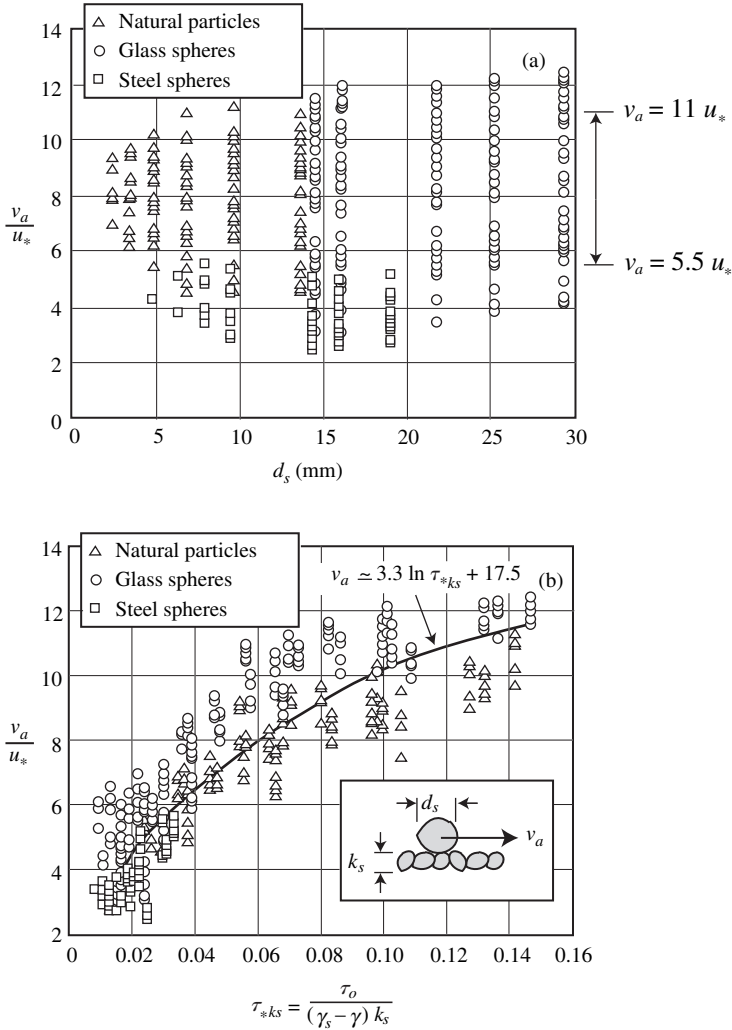 14
12
10
8
6
4
2
0
v_a / u_*
△ Natural particles
○ Glass spheres
□ Steel spheres
(a)
v_a = 11 u_*
v_a = 5.5 u_*
0 5 10 15 20 25 30
d_s (mm)
14
12
10
8
6
4
2
v_a / u_*
△ Natural particles
○ Glass spheres
□ Steel spheres
v_a ≃ 3.3 ln τ_*ks + 17.5
(b)
d_s
v_a
k_s
0 0.02 0.04 0.06 0.08 0.10 0.12 0.14 0.16
τ_*ks = τ_o / (γ_s – γ) k_s